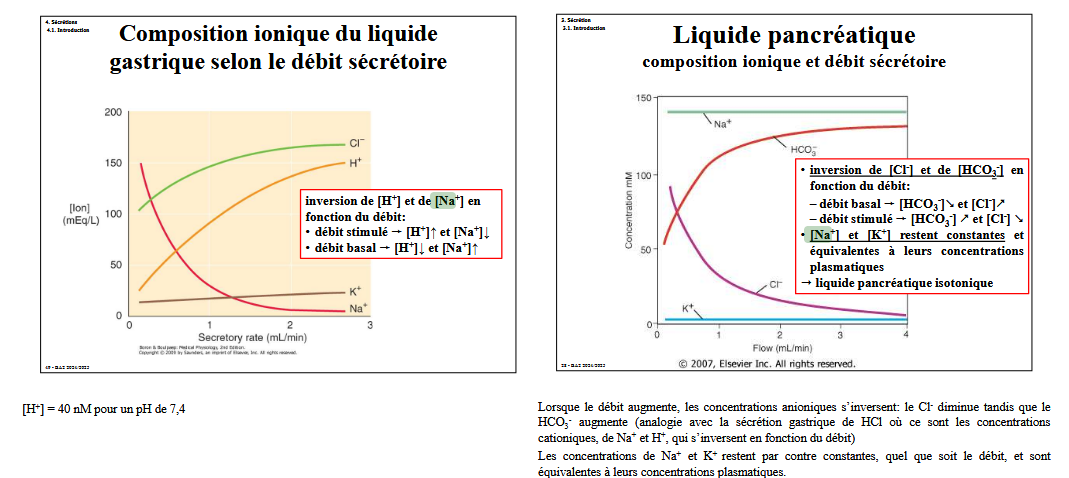 4. Sécrétions
4.1. Introduction
Composition ionique du liquide
gastrique selon le débit sécrétoire
200
150
100
50
0
[Ion]
(mEq/L)
Cl⁻
H⁺
K⁺
Na⁺
0
1
2
3
Secretory rate (mL/min)
Boron & Boulpaep: Medical Physiology, 2nd Edition.
Copyright © 2009 by Saunders, an imprint of Elsevier, Inc. All rights reserved.
inversion de [H⁺] et de [Na⁺] en
fonction du débit:
• débit stimulé → [H⁺]↑ et [Na⁺]↓
• débit basal → [H⁺]↓ et [Na⁺]↑
[H⁺] = 40 nM pour un pH de 7,4
3. Sécrétion
3.1. Introduction
Liquide pancréatique
composition ionique et débit sécrétoire
150
100
50
0
Concentration mM
Na⁺
HCO₃⁻
Cl⁻
K⁺
0
1
2
3
4
Flow (mL/min)
© 2007, Elsevier Inc. All rights reserved.
• inversion de [Cl⁻] et de [HCO₃⁻] en
fonction du débit:
– débit basal → [HCO₃⁻]↘ et [Cl⁻]↗
– débit stimulé → [HCO₃⁻] ↗ et [Cl⁻] ↘
• [Na⁺] et [K⁺] restent constantes et
équivalentes à leurs concentrations
plasmatiques
→ liquide pancréatique isotonique
Lorsque le débit augmente, les concentrations anioniques s’inversent: le Cl⁻ diminue tandis que le
HCO₃⁻ augmente (analogie avec la sécrétion gastrique de HCl où ce sont les concentrations
cationiques, de Na⁺ et H⁺, qui s’inversent en fonction du débit)
Les concentrations de Na⁺ et K⁺ restent par contre constantes, quel que soit le débit, et sont
équivalentes à leurs concentrations plasmatiques.